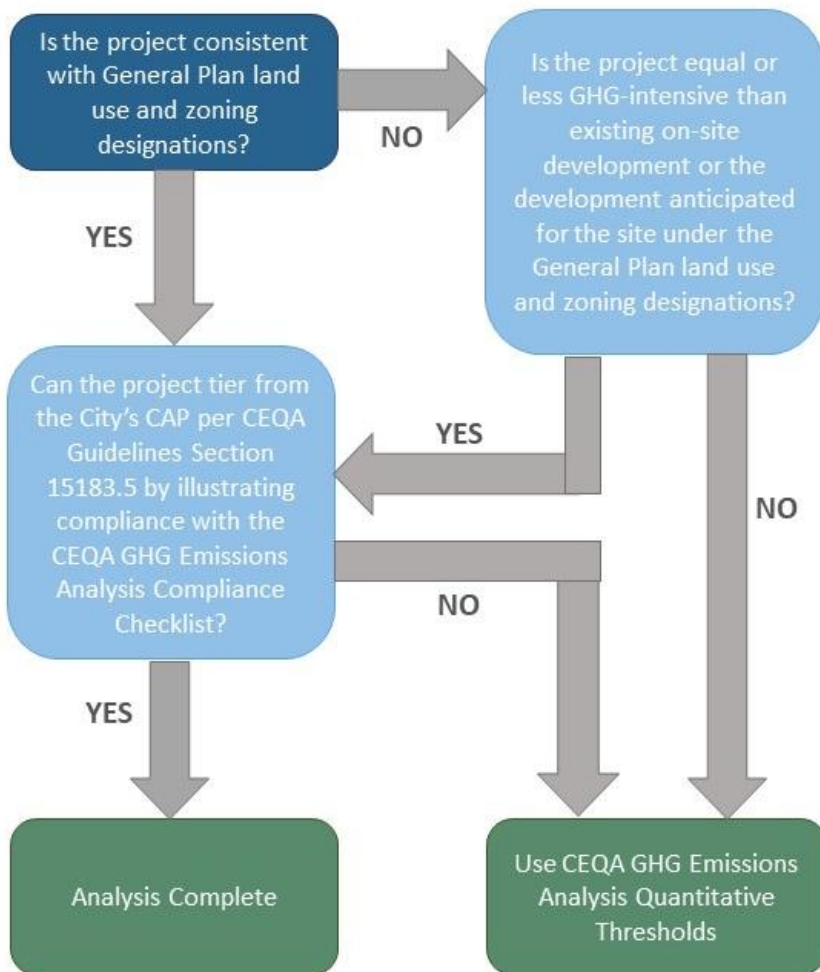 Is the project consistent
with General Plan land
use and zoning
designations?
NO
Is the project equal or
less GHG-intensive than
existing on-site
development or the
development anticipated
for the site under the
General Plan land use
and zoning designations?
YES
Can the project tier from
the City’s CAP per CEQA
Guidelines Section
15183.5 by illustrating
compliance with the
CEQA GHG Emissions
Analysis Compliance
Checklist?
YES
NO
NO
YES
Analysis Complete
Use CEQA GHG Emissions
Analysis Quantitative
Thresholds